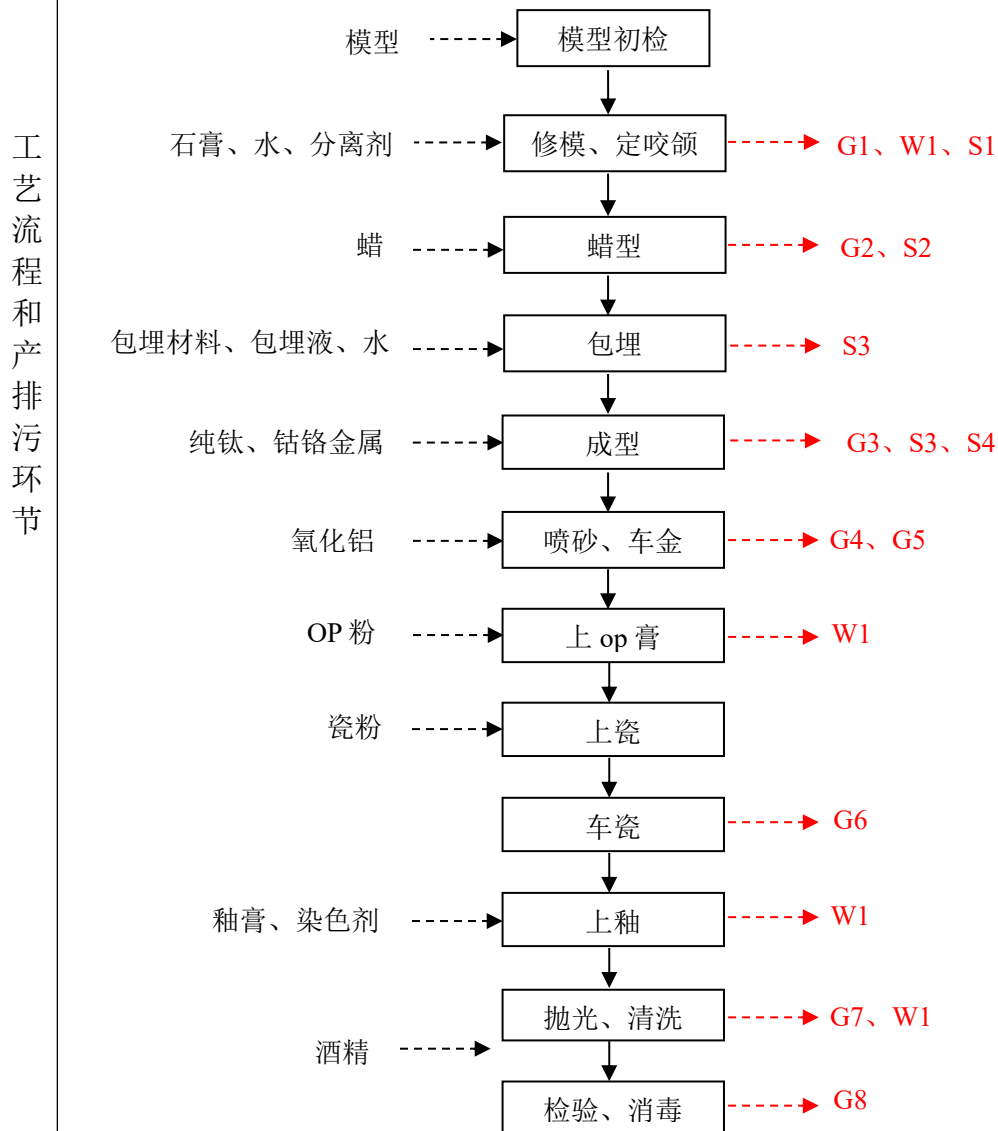 工艺流程和产排污环节
模型 模型初检
石膏、水、分离剂 修模、定咬颌 G1、W1、S1
蜡 蜡型 G2、S2
包埋材料、包埋液、水 包埋 S3
纯钛、钴铬金属 成型 G3、S3、S4
氧化铝 喷砂、车金 G4、G5
OP 粉 上 op 膏 W1
瓷粉 上瓷
车瓷 G6
釉膏、染色剂 上釉 W1
抛光、清洗 G7、W1
酒精
检验、消毒 G8